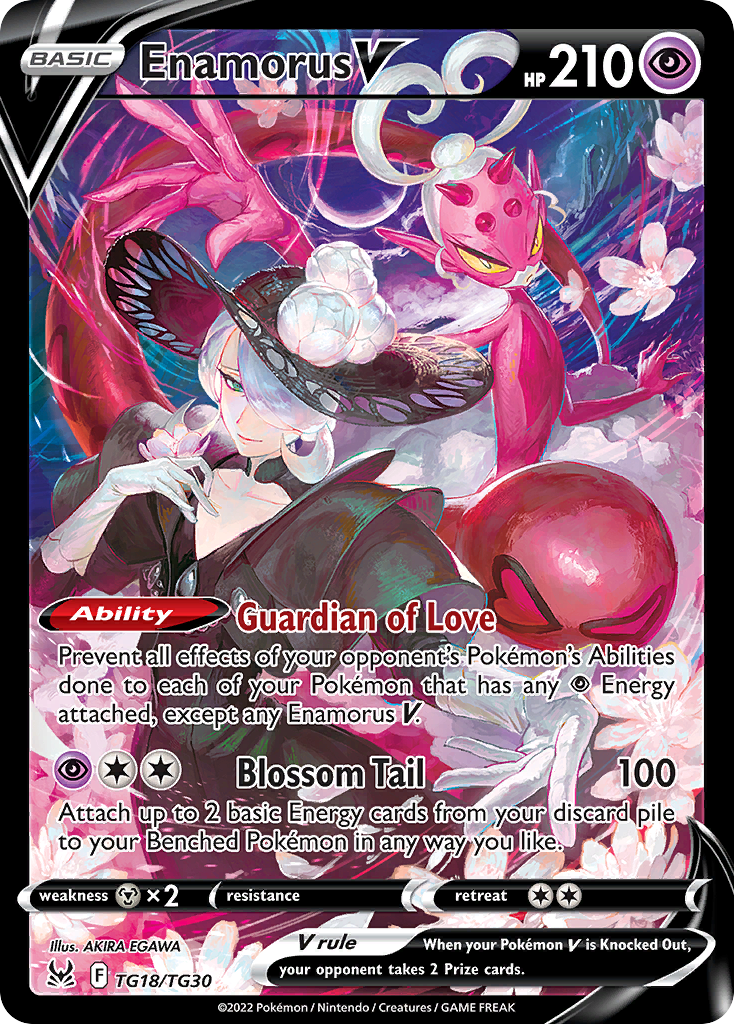 BASIC
Enamorus V
HP 210
Ability Guardian of Love
Prevent all effects of your opponent's Pokémon's Abilities
done to each of your Pokémon that has any Energy
attached, except any Enamorus V.
Blossom Tail 100
Attach up to 2 basic Energy cards from your discard pile
to your Benched Pokémon in any way you like.
weakness ×2 resistance retreat
Illus. AKIRA EGAWA
F TG18/TG30
V rule When your Pokémon V is Knocked Out,
your opponent takes 2 Prize cards.
©2022 Pokémon / Nintendo / Creatures / GAME FREAK